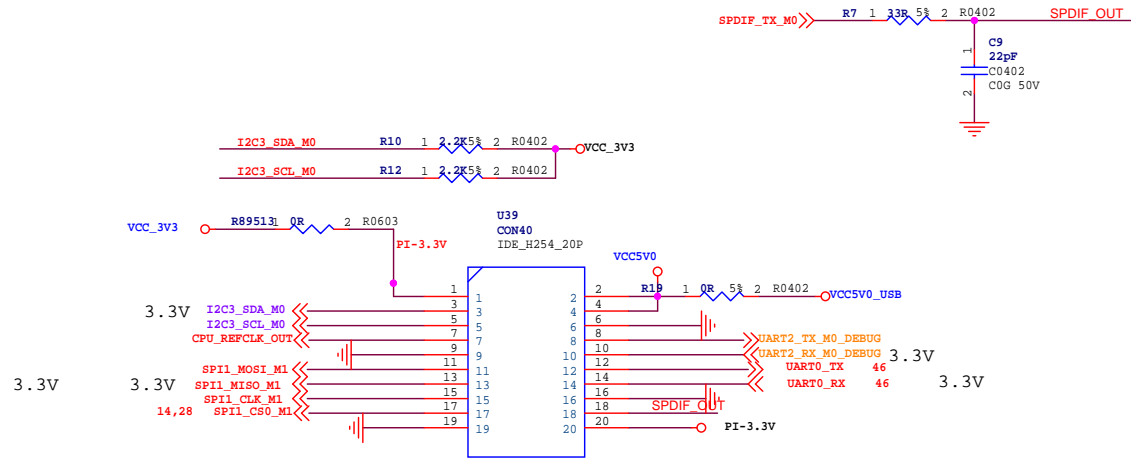 SPDIF_TX_M0 R7 1 33R 5% 2 R0402 SPDIF_OUT
1 C9
22pF
C0402
2 C0G 50V
I2C3_SDA_M0 R10 1 2.2K 5% 2 R0402 VCC_3V3
I2C3_SCL_M0 R12 1 2.2K 5% 2 R0402
VCC_3V3 R89513 1 0R 2 R0603
PI-3.3V
U39
CON40
IDE_H254_20P
VCC5V0
R19 1 0R 5% 2 R0402 VCC5V0_USB
1 1 2 2
3.3V I2C3_SDA_M0 3 3 4 4
I2C3_SCL_M0 5 5 6 6
CPU_REFCLK_OUT 7 7 8 8 UART2_TX_M0_DEBUG
9 9 10 10 UART2_RX_M0_DEBUG 3.3V
SPI1_MOSI_M1 11 11 12 12 UART0_TX 46
3.3V 3.3V SPI1_MISO_M1 13 13 14 14 UART0_RX 46 3.3V
SPI1_CLK_M1 15 15 16 16
14,28 SPI1_CS0_M1 17 17 18 18 SPDIF_OUT
19 19 20 20 PI-3.3V